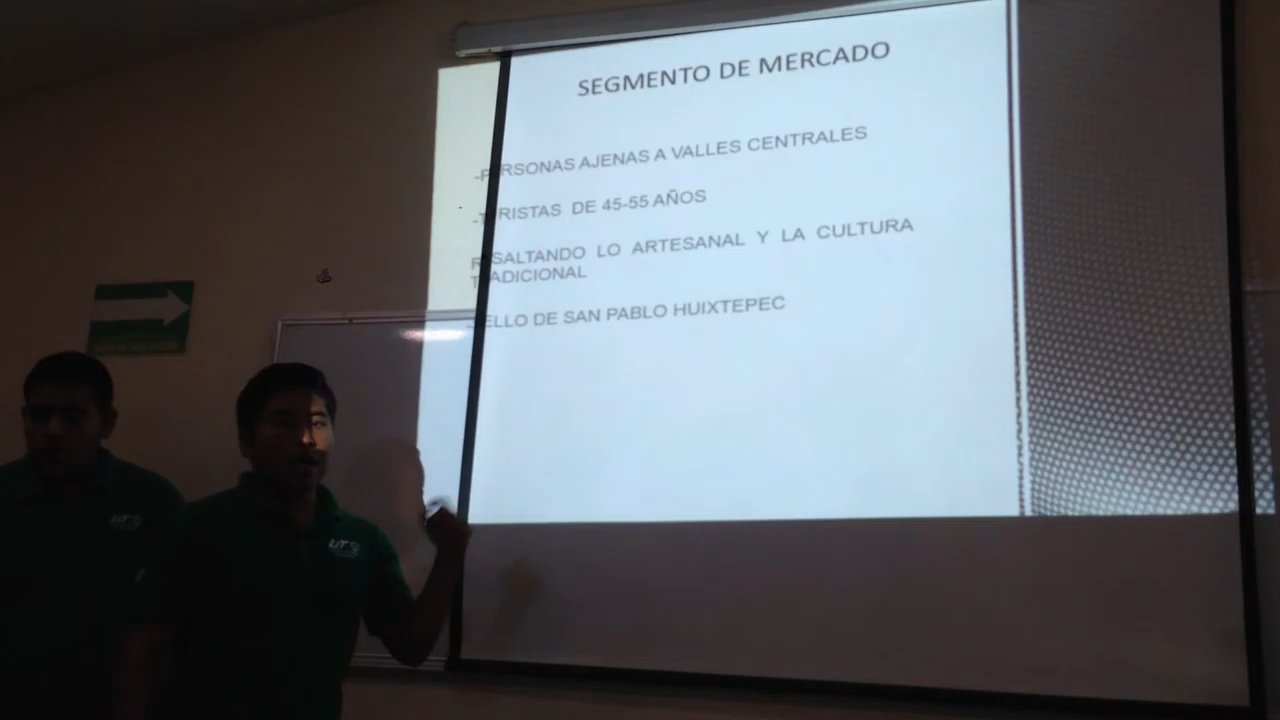 SEGMENTO DE MERCADO
-PERSONAS AJENAS A VALLES CENTRALES
-TURISTAS DE 45-55 AÑOS
RESALTANDO LO ARTESANAL Y LA CULTURA
TRADICIONAL
SELLO DE SAN PABLO HUIXTEPEC